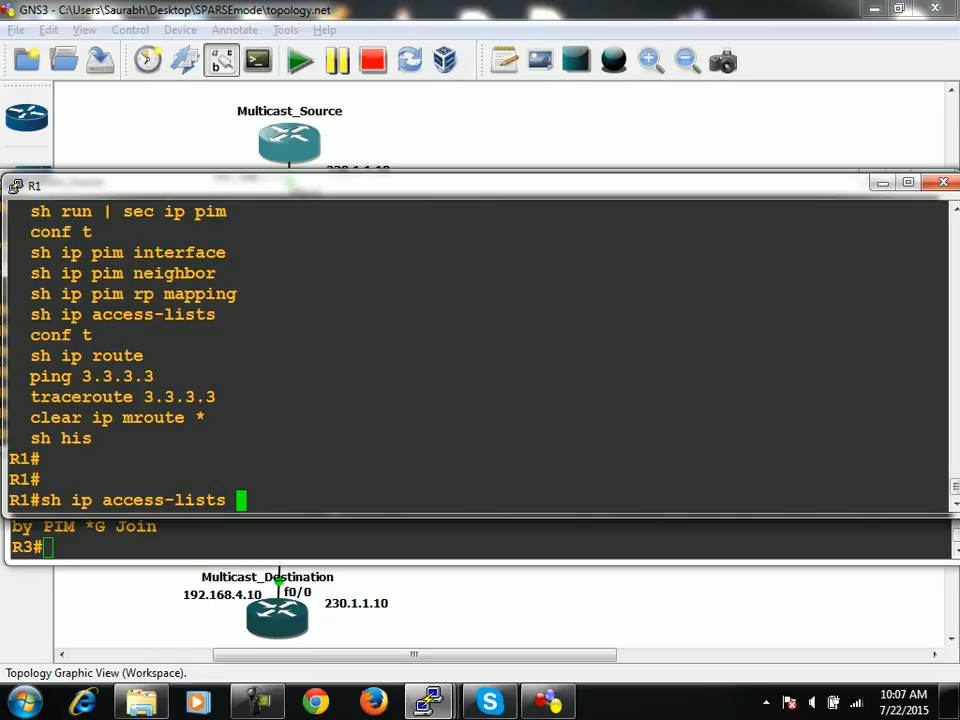 GNS3 - C:\Users\Saurabh\Desktop\SPARSEmode\topology.net
File Edit View Control Device Annotate Tools Help
Multicast_Source
R1
sh run | sec ip pim
conf t
sh ip pim interface
sh ip pim neighbor
sh ip pim rp mapping
sh ip access-lists
conf t
sh ip route
ping 3.3.3.3
traceroute 3.3.3.3
clear ip mroute *
sh his
R1#
R1#
R1#sh ip access-lists
by PIM *G Join
R3#
Multicast_Destination
192.168.4.10 f0/0
230.1.1.10
Topology Graphic View (Workspace).
10:07 AM
7/22/2015